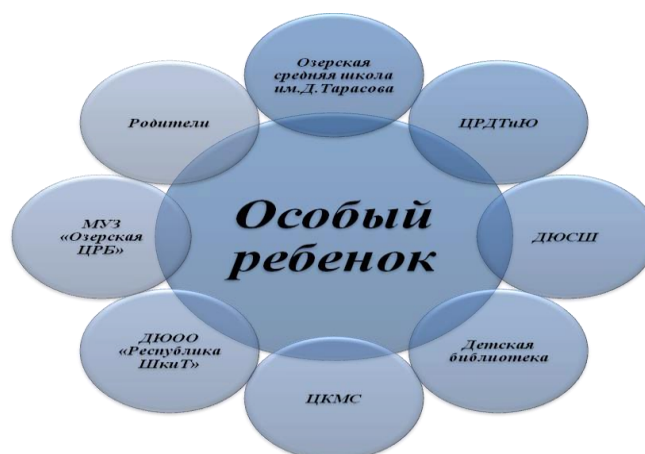 Озерская
средняя школа
им.Д.Тарасова
ЦРДТиЮ
ДЮСШ
Детская
библиотека
ЦКМС
ДЮОО
«Республика
ШкиТ»
МУЗ
«Озерская
ЦРБ»
Родители
Особый
ребенок